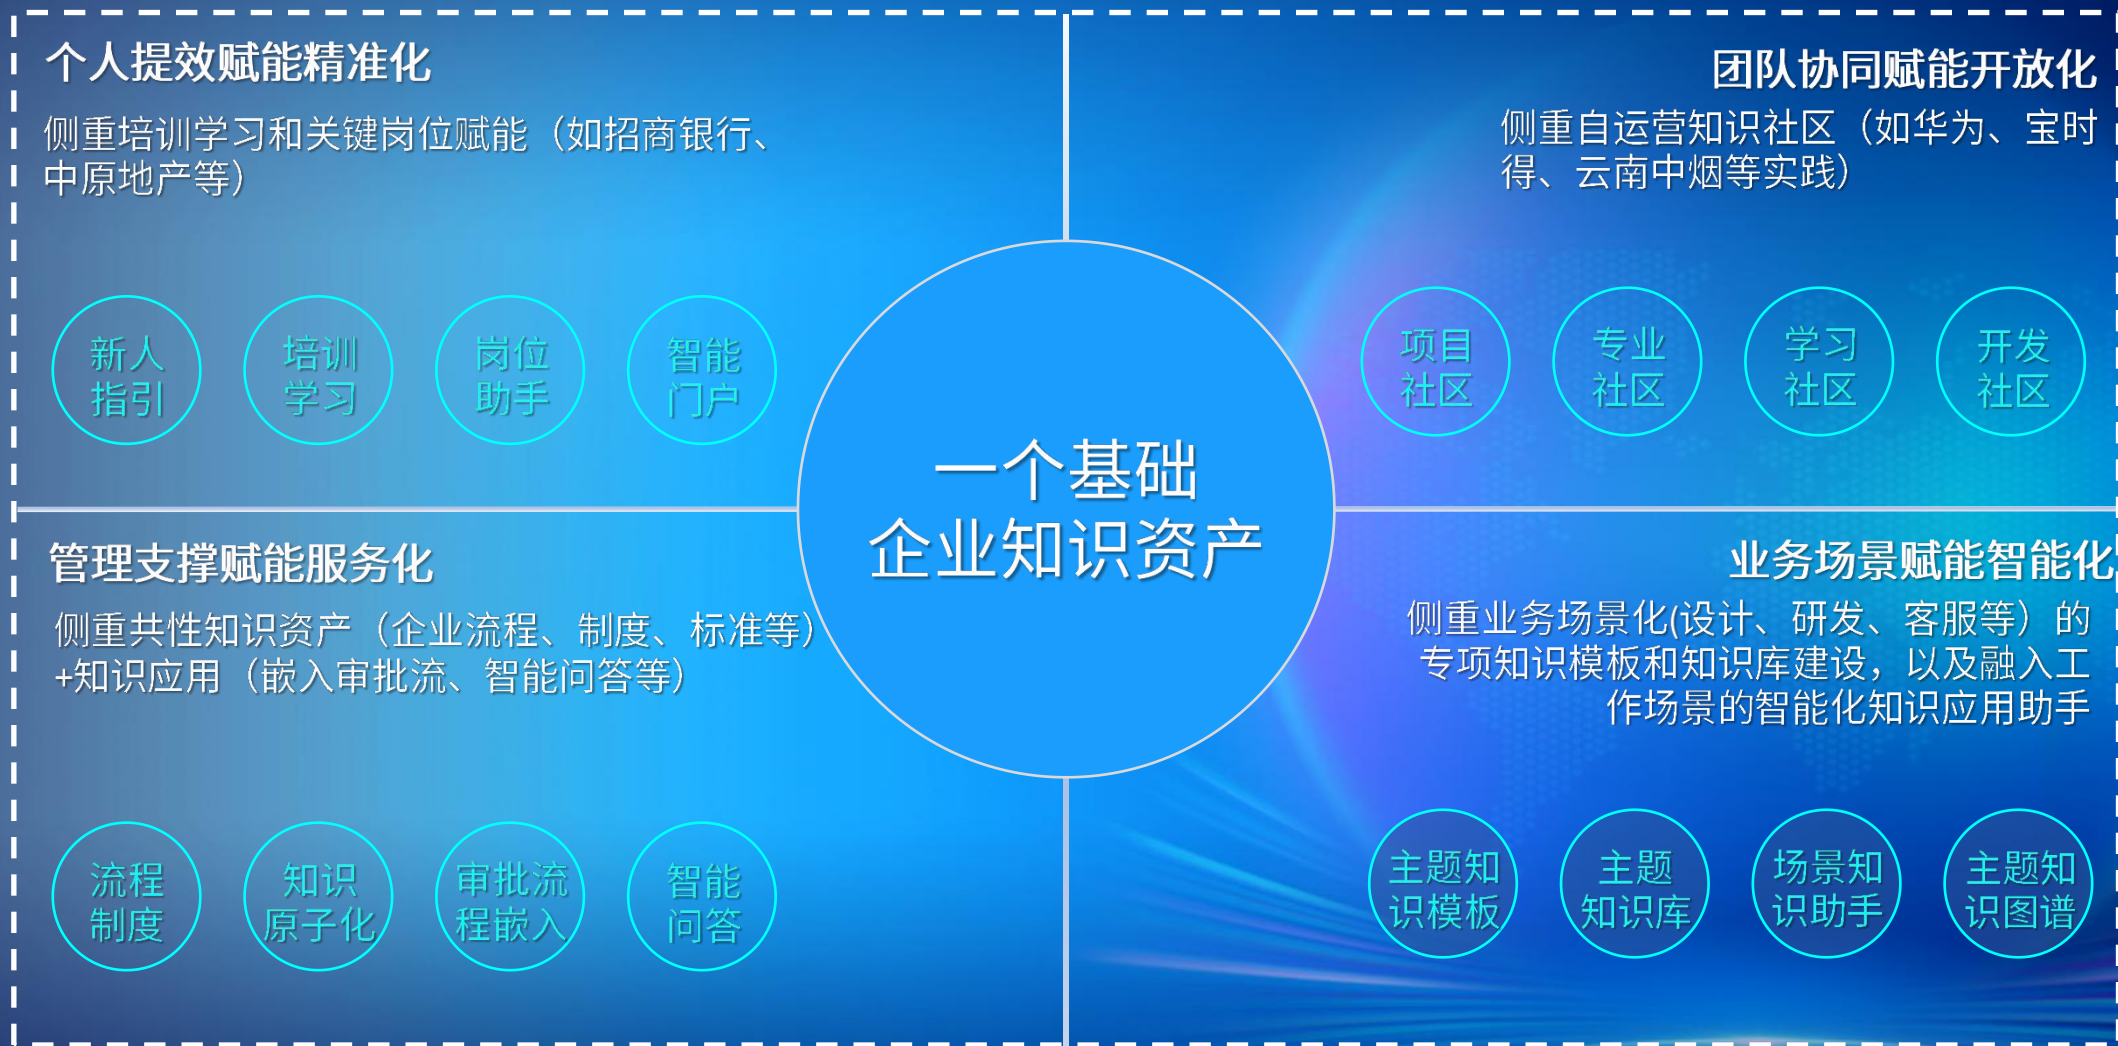 个人提效赋能精准化
侧重培训学习和关键岗位赋能（如招商银行、
中原地产等）
新人
指引
培训
学习
岗位
助手
智能
门户
团队协同赋能开放化
侧重自运营知识社区（如华为、宝时
得、云南中烟等实践）
项目
社区
专业
社区
学习
社区
开发
社区
一个基础
企业知识资产
管理支撑赋能服务化
侧重共性知识资产（企业流程、制度、标准等）
+知识应用（嵌入审批流、智能问答等）
流程
制度
知识
原子化
审批流
程嵌入
智能
问答
业务场景赋能智能化
侧重业务场景化(设计、研发、客服等）的
专项知识模板和知识库建设，以及融入工
作场景的智能化知识应用助手
主题知
识模板
主题
知识库
场景知
识助手
主题知
识图谱